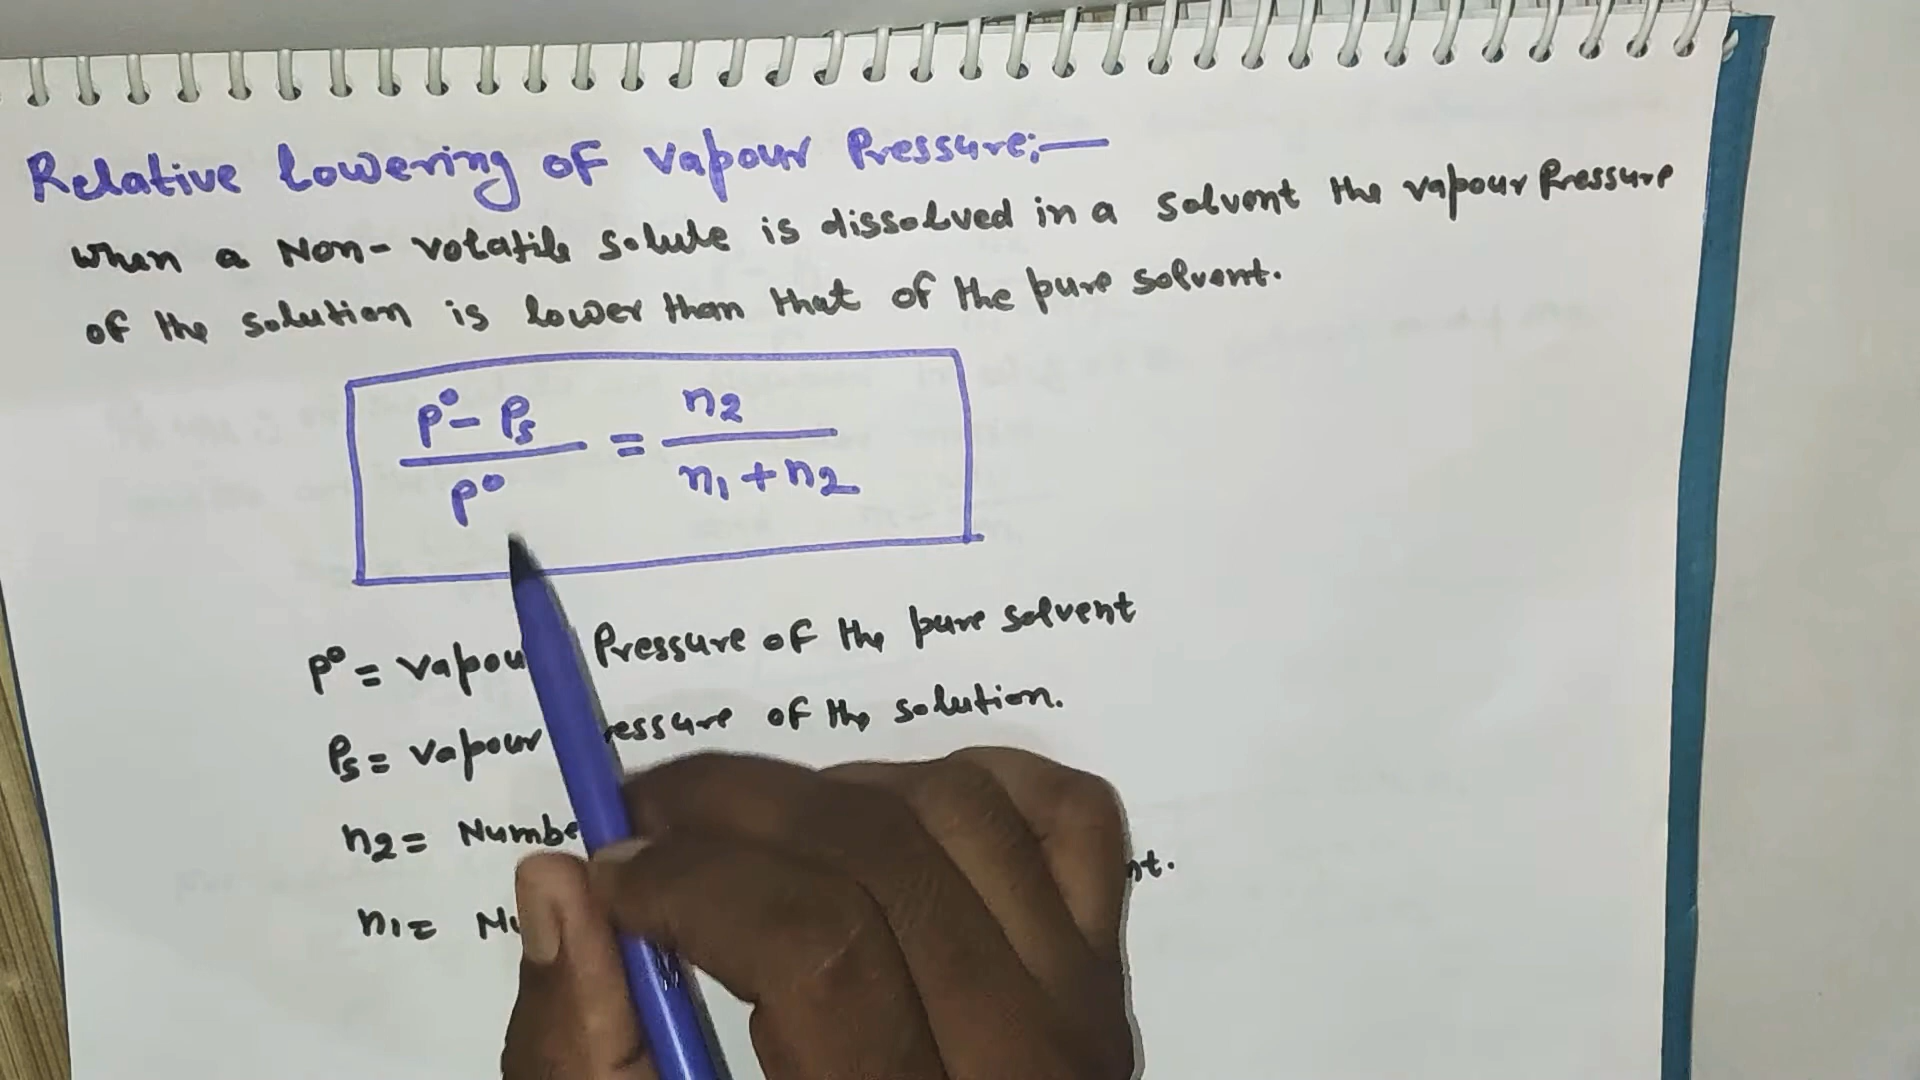 Relative lowering of vapour Pressure:—
When a Non-volatile solute is dissolved in a solvent the vapour Pressure
of the solution is lower than that of the pure solvent.
P° - Ps / P° = n2 / n1 + n2
P° = vapou Pressure of the pure solvent
Ps = vapour essure of the solution.
n2 = Numbe nt.
n1 = Nu